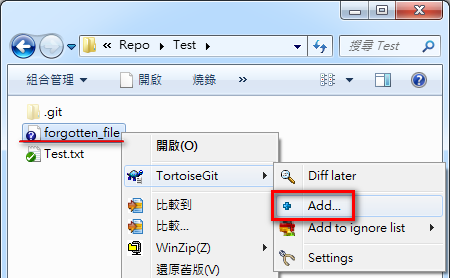 « Repo ▸ Test ▸
搜尋 Test
組合管理 ▼ 開啟 燒錄 »
.git
forgotten_file
Test.txt
開啟(O)
TortoiseGit
比較到
比較...
WinZip(Z)
還原舊版(V)
Diff later
Add...
Add to ignore list
Settings